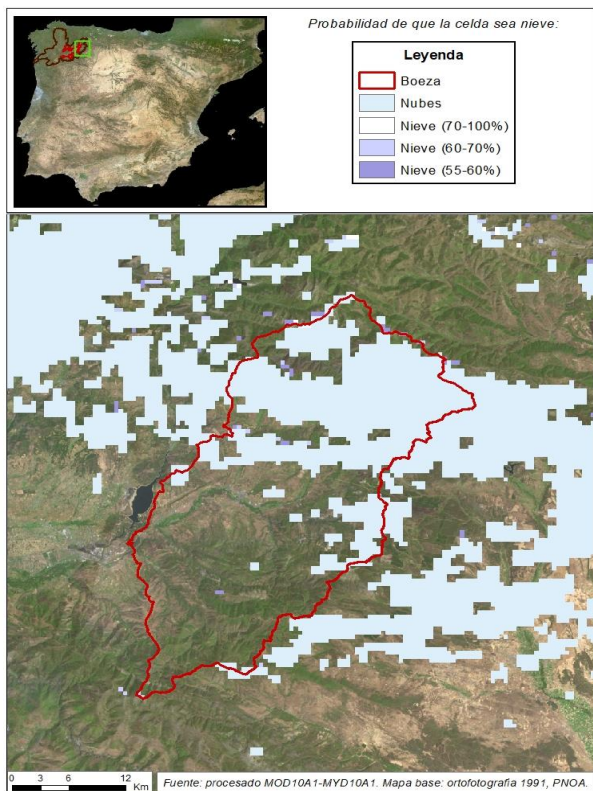 Probabilidad de que la celda sea nieve:
Leyenda
Boeza
Nubes
Nieve (70-100%)
Nieve (60-70%)
Nieve (55-60%)
0 3 6 12
Km
Fuente: procesado MOD10A1-MYD10A1. Mapa base: ortofotografía 1991, PNOA.